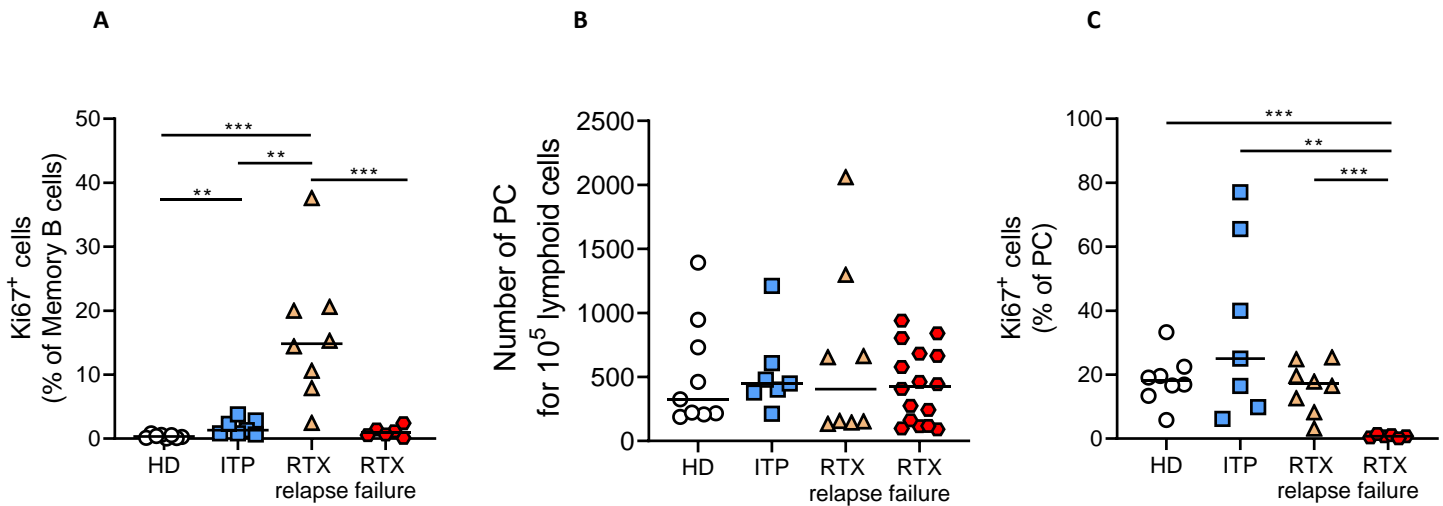 A
Ki67+ cells
(% of Memory B cells)
50
40
30
20
10
0
***
**
***
**
HD
ITP
RTX
relapse
RTX
failure
B
Number of PC
for 10^5 lymphoid cells
2500
2000
1500
1000
500
0
HD
ITP
RTX
relapse
RTX
failure
C
Ki67+ cells
(% of PC)
100
80
60
40
20
0
***
**
***
HD
ITP
RTX
relapse
RTX
failure